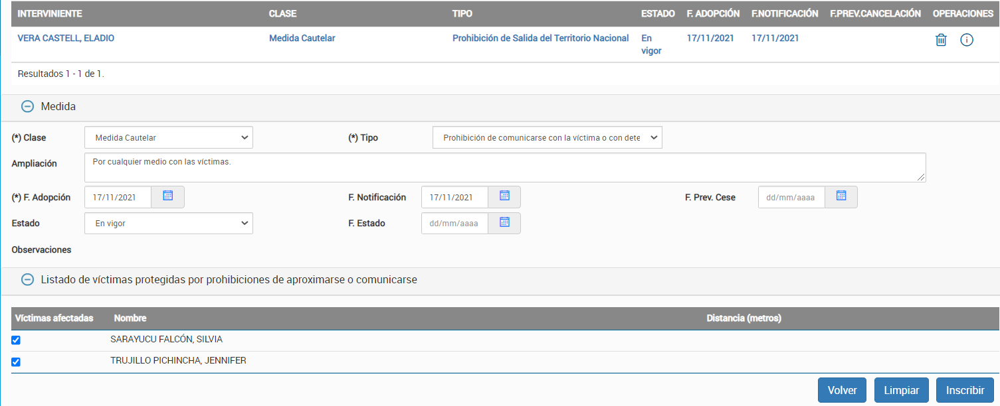 INTERVINIENTE CLASE TIPO ESTADO F. ADOPCIÓN F.NOTIFICACIÓN F.PREV.CANCELACIÓN OPERACIONES
VERA CASTELL, ELADIO Medida Cautelar Prohibición de Salida del Territorio Nacional En vigor 17/11/2021 17/11/2021
Resultados 1 - 1 de 1.
Medida
(*) Clase Medida Cautelar (*) Tipo Prohibición de comunicarse con la víctima o con dete
Ampliación Por cualquier medio con las víctimas.
(*) F. Adopción 17/11/2021 F. Notificación 17/11/2021 F. Prev. Cese dd/mm/aaaa
Estado En vigor F. Estado dd/mm/aaaa
Observaciones
Listado de víctimas protegidas por prohibiciones de aproximarse o comunicarse
Víctimas afectadas Nombre Distancia (metros)
SARAYUCU FALCÓN, SILVIA
TRUJILLO PICHINCHA, JENNIFER
Volver Limpiar Inscribir